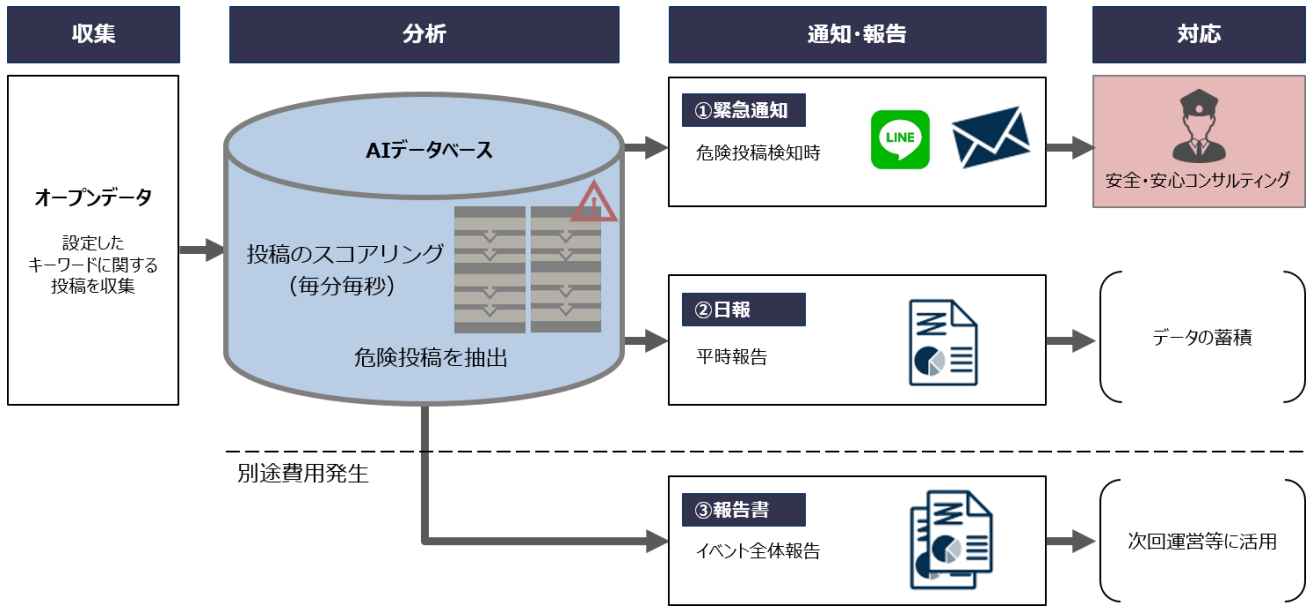 収集
分析
通知・報告
対応
オープンデータ
設定した
キーワードに関する
投稿を収集
AIデータベース
投稿のスコアリング
（毎分毎秒）
危険投稿を抽出
①緊急通知
危険投稿検知時
LINE
安全・安心コンサルティング
②日報
平時報告
データの蓄積
別途費用発生
③報告書
イベント全体報告
次回運営等に活用